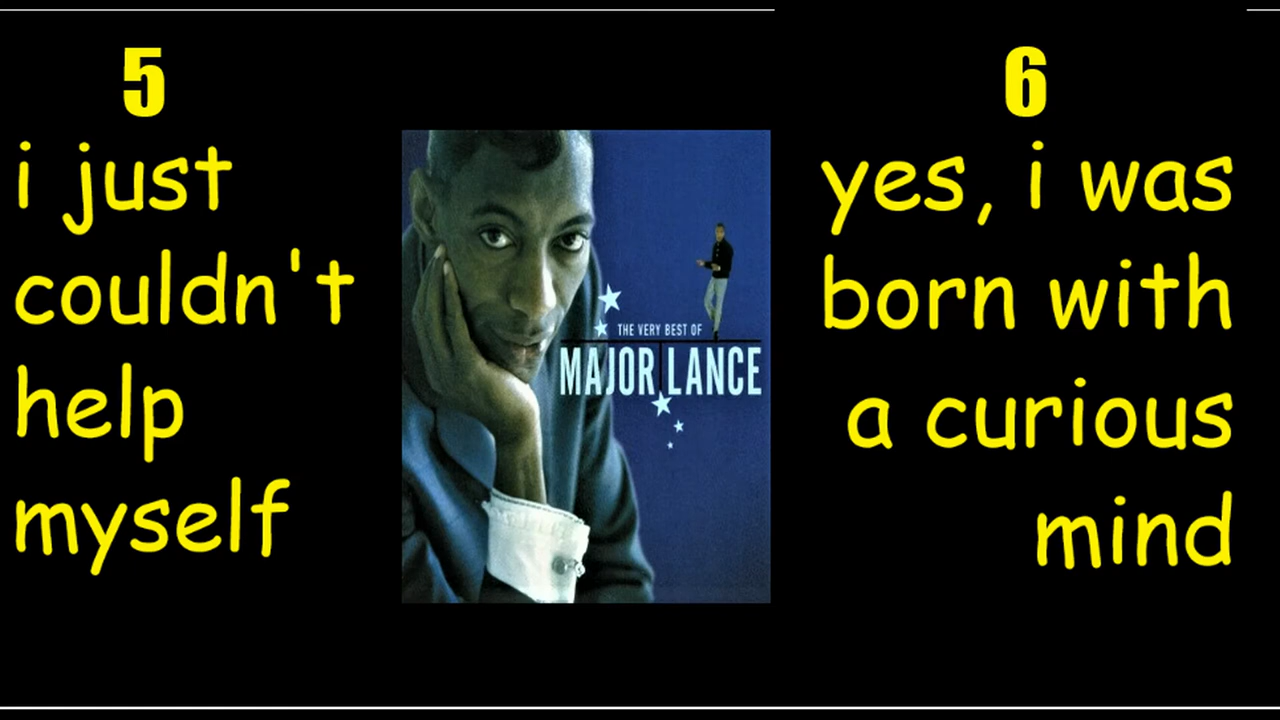 5
i just
couldn't
help
myself
THE VERY BEST OF
MAJOR LANCE
6
yes, i was
born with
a curious
mind